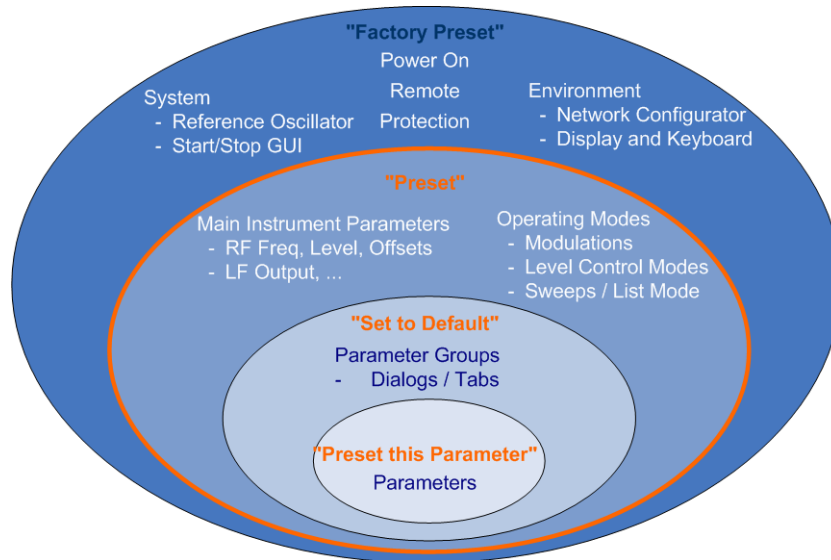 "Factory Preset"
Power On
Remote
Protection
System
- Reference Oscillator
- Start/Stop GUI
Environment
- Network Configurator
- Display and Keyboard
"Preset"
Main Instrument Parameters
- RF Freq, Level, Offsets
- LF Output, ...
Operating Modes
- Modulations
- Level Control Modes
- Sweeps / List Mode
"Set to Default"
Parameter Groups
- Dialogs / Tabs
"Preset this Parameter"
Parameters